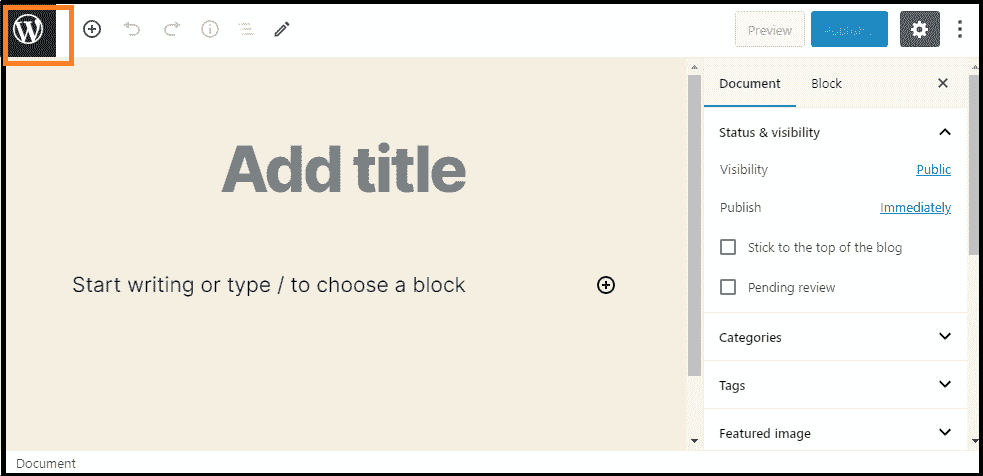 Preview
Document Block
Status & visibility
Visibility Public
Publish Immediately
Stick to the top of the blog
Pending review
Categories
Tags
Featured image
Add title
Start writing or type / to choose a block
Document